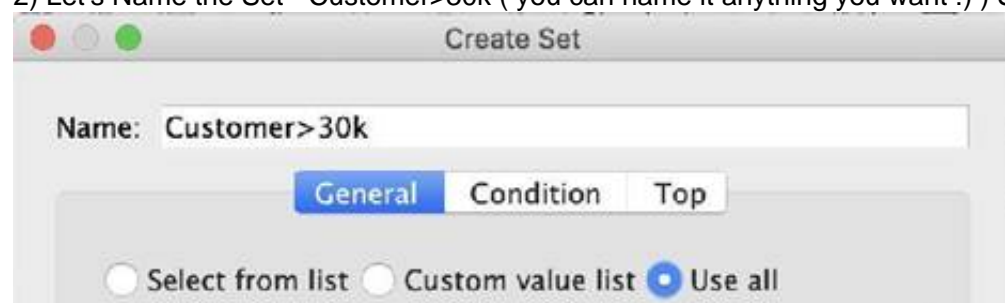 2) Let's Name the Set - Customer>30k ( you can name it anything you want :) )
Create Set
Name: Customer>30k
General Condition Top
Select from list Custom value list Use all